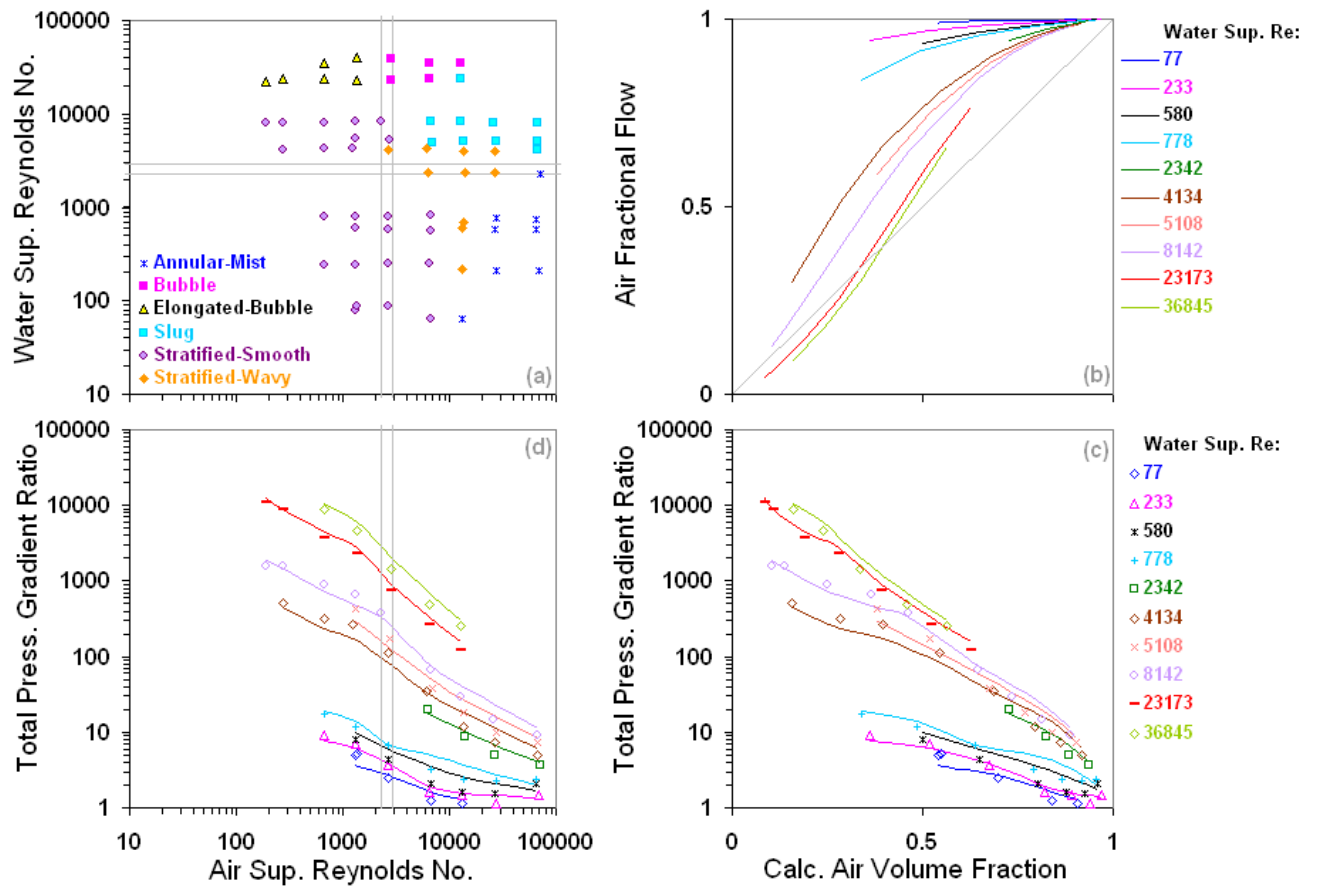 100000
10000
1000
100
10
Water Sup. Reynolds No.
Annular-Mist
Bubble
Elongated-Bubble
Slug
Stratified-Smooth
Stratified-Wavy
(a)
1
0.5
0
Air Fractional Flow
(b)
Water Sup. Re:
77
233
580
778
2342
4134
5108
8142
23173
36845
100000
10000
1000
100
10
1
Total Press. Gradient Ratio
(d)
10
100
1000
10000
100000
Air Sup. Reynolds No.
100000
10000
1000
100
10
1
Total Press. Gradient Ratio
(c)
0
0.5
1
Calc. Air Volume Fraction
Water Sup. Re:
77
233
580
778
2342
4134
5108
8142
23173
36845